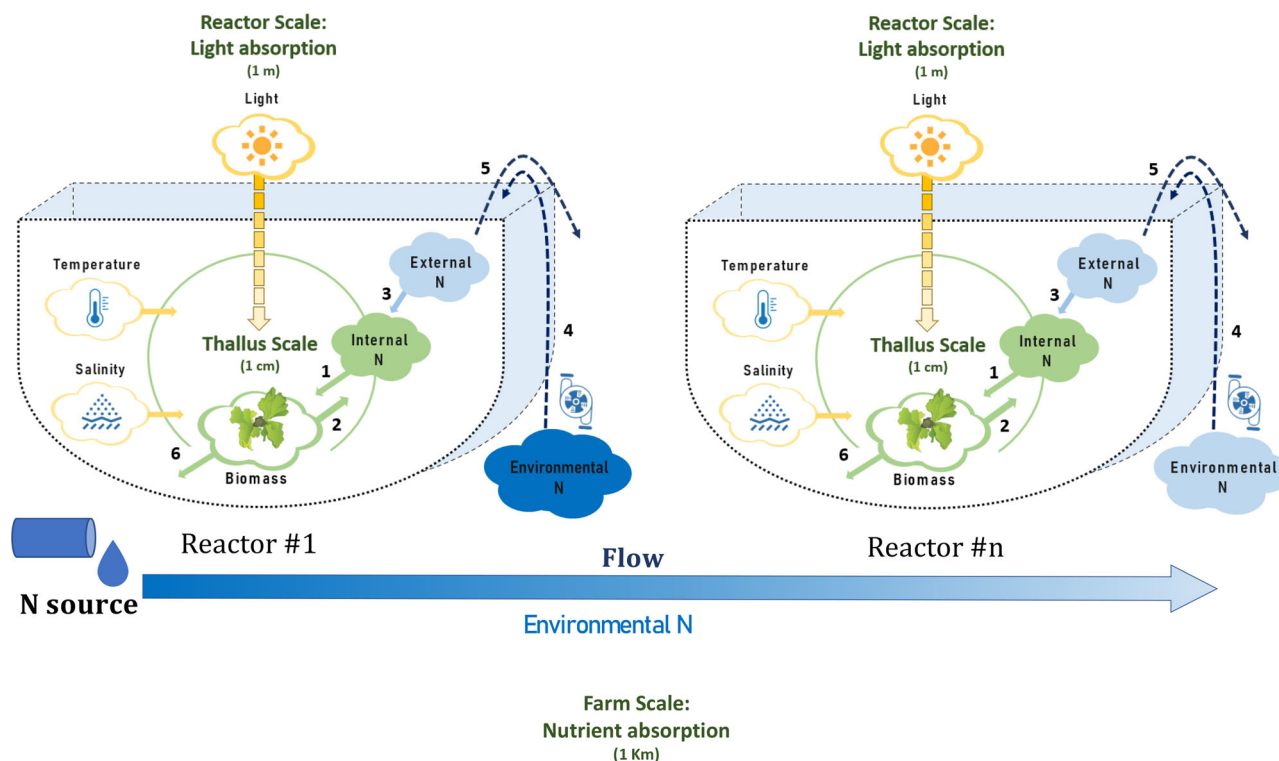 Reactor Scale:
Light absorption
(1 m)
Light
5
Temperature
External
N
3
4
Thallus Scale
(1 cm)
Internal
N
1
Salinity
2
6
Biomass
Environmental
N
Reactor #1
Reactor Scale:
Light absorption
(1 m)
Light
5
Temperature
External
N
3
4
Thallus Scale
(1 cm)
Internal
N
1
Salinity
2
6
Biomass
Environmental
N
Reactor #n
N source
Flow
Environmental N
Farm Scale:
Nutrient absorption
(1 Km)